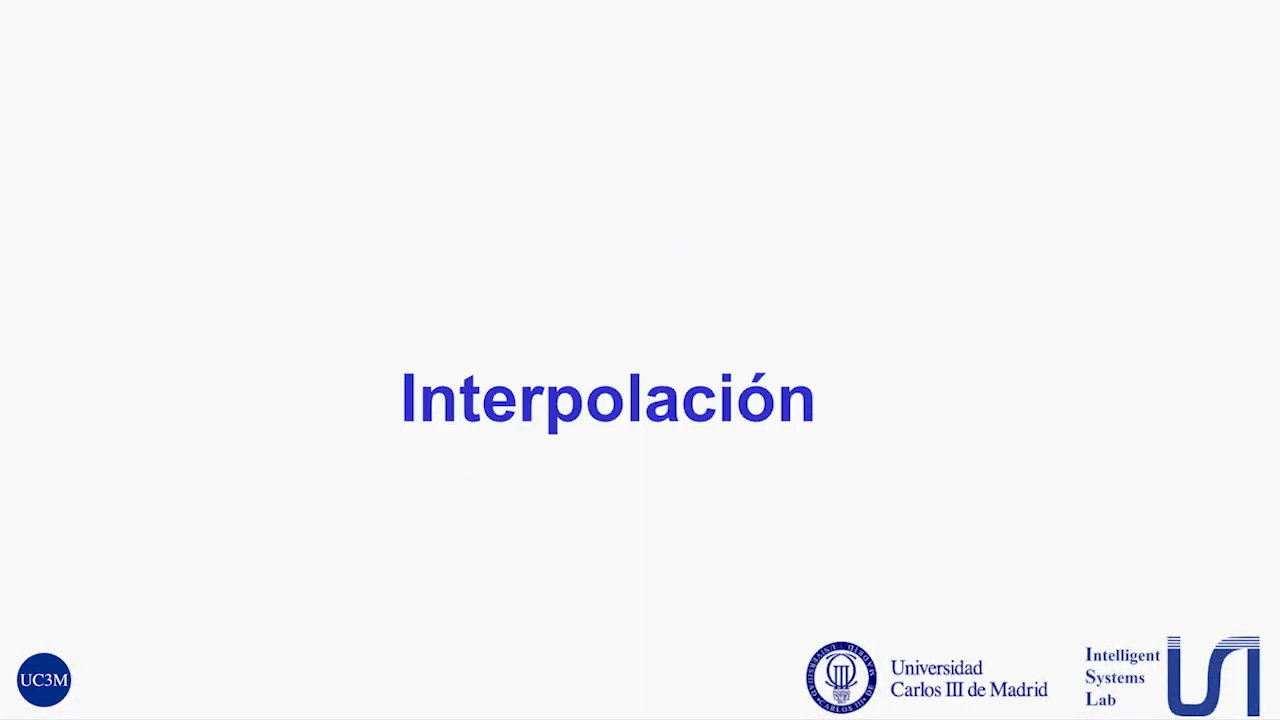 Interpolación
UC3M
Universidad
Carlos III de Madrid
Intelligent
Systems
Lab